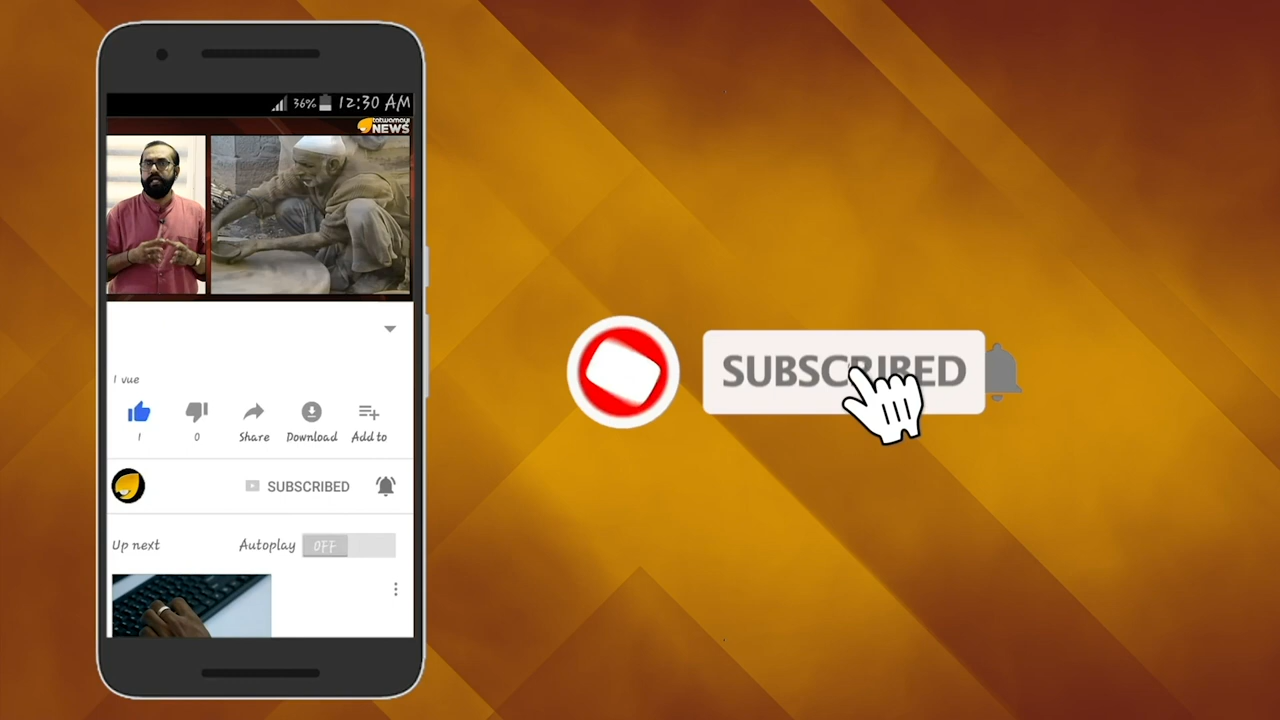 36% 12:30 AM
tatwamayi
NEWS
1 vue
1
0
Share
Download
Add to
SUBSCRIBED
Up next
Autoplay
OFF
SUBSCRIBED